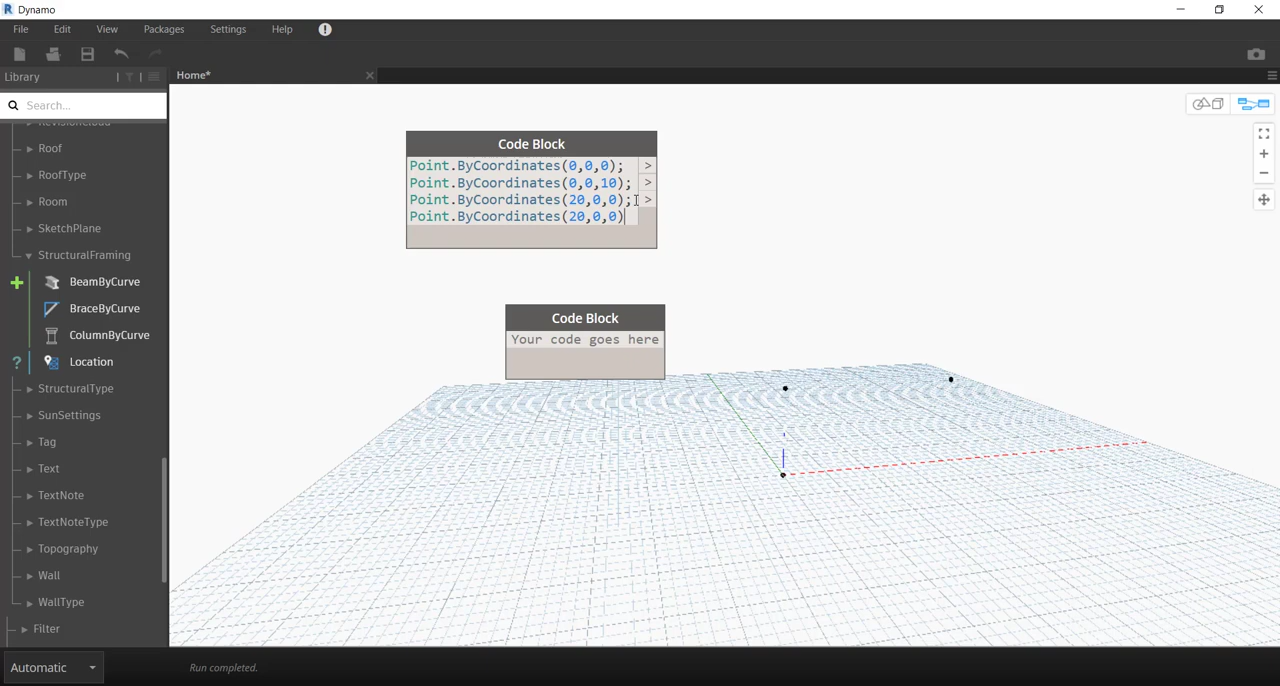 Dynamo
File Edit View Packages Settings Help
Library
Home*
Search...
Roof
RoofType
Room
SketchPlane
StructuralFraming
BeamByCurve
BraceByCurve
ColumnByCurve
Location
StructuralType
SunSettings
Tag
Text
TextNote
TextNoteType
Topography
Wall
WallType
Filter
Code Block
Point.ByCoordinates(0,0,0); >
Point.ByCoordinates(0,0,10); >
Point.ByCoordinates(20,0,0); >
Point.ByCoordinates(20,0,0)
Code Block
Your code goes here
Automatic
Run completed.